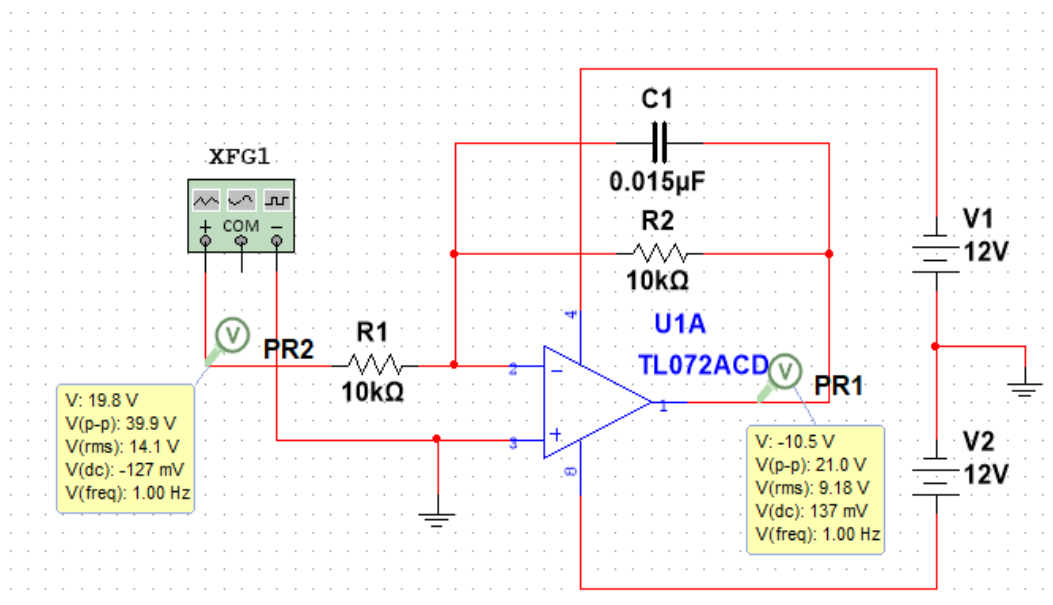 C1
0.015µF
XFG1
+ COM −
R2
10kΩ
V1
12V
4
U1A
R1
PR2
TL072ACD
PR1
2
10kΩ
−
1
V: 19.8 V
V(p-p): 39.9 V
V(rms): 14.1 V
V(dc): -127 mV
V(freq): 1.00 Hz
V
V
+
3
8
V: -10.5 V
V(p-p): 21.0 V
V(rms): 9.18 V
V(dc): 137 mV
V(freq): 1.00 Hz
V2
12V